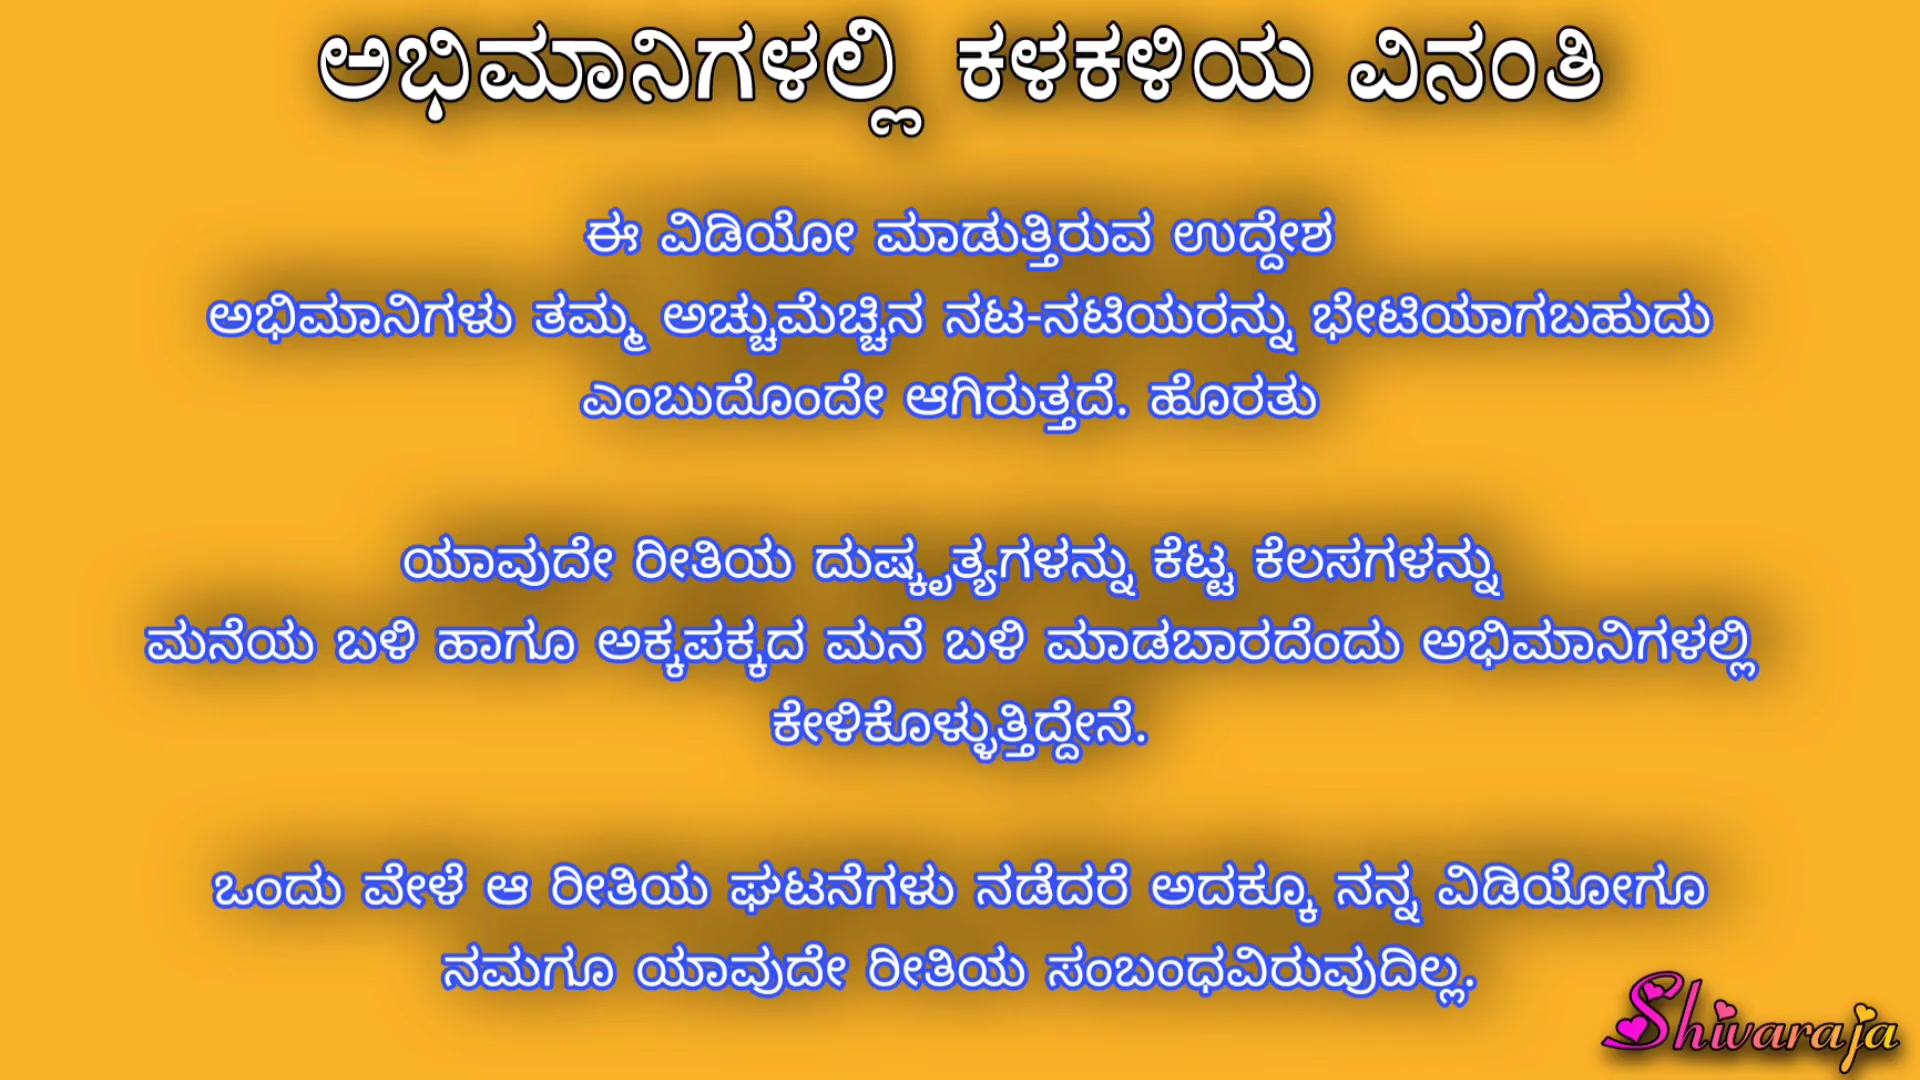 ಅಭಿಮಾನಿಗಳಲ್ಲಿ ಕಳಕಳಿಯ ವಿನಂತಿ
ಈ ವಿಡಿಯೋ ಮಾಡುತ್ತಿರುವ ಉದ್ದೇಶ
ಅಭಿಮಾನಿಗಳು ತಮ್ಮ ಅಚ್ಚುಮೆಚ್ಚಿನ ನಟ-ನಟಿಯರನ್ನು ಭೇಟಿಯಾಗಬಹುದು
ಎಂಬುದೊಂದೇ ಆಗಿರುತ್ತದೆ. ಹೊರತು
ಯಾವುದೇ ರೀತಿಯ ದುಷ್ಕೃತ್ಯಗಳನ್ನು ಕೆಟ್ಟ ಕೆಲಸಗಳನ್ನು
ಮನೆಯ ಬಳಿ ಹಾಗೂ ಅಕ್ಕಪಕ್ಕದ ಮನೆ ಬಳಿ ಮಾಡಬಾರದೆಂದು ಅಭಿಮಾನಿಗಳಲ್ಲಿ
ಕೇಳಿಕೊಳ್ಳುತ್ತಿದ್ದೇನೆ.
ಒಂದು ವೇಳೆ ಆ ರೀತಿಯ ಘಟನೆಗಳು ನಡೆದರೆ ಅದಕ್ಕೂ ನನ್ನ ವಿಡಿಯೋಗೂ
ನಮಗೂ ಯಾವುದೇ ರೀತಿಯ ಸಂಬಂಧವಿರುವುದಿಲ್ಲ.
Shivaraja